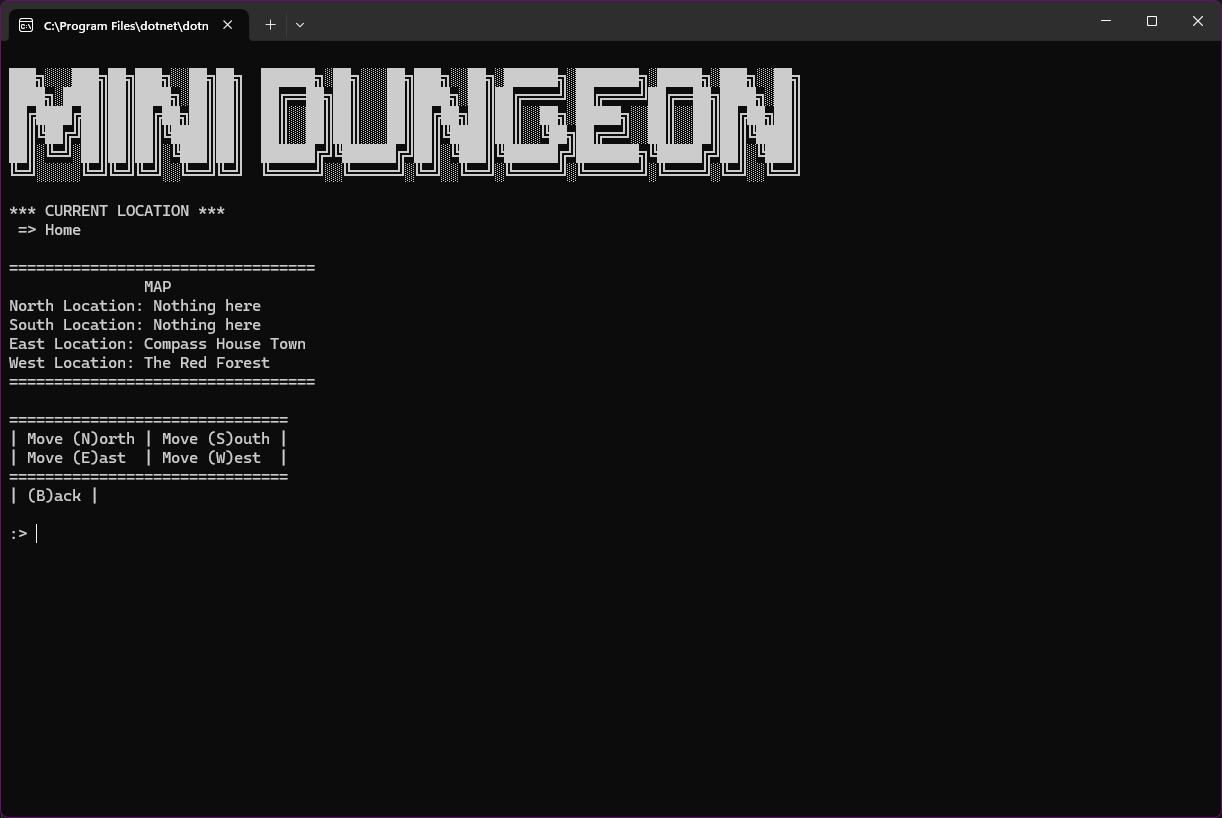 C:\Program Files\dotnet\dotn
MINI DUNGEON
*** CURRENT LOCATION ***
=> Home
==================================
MAP
North Location: Nothing here
South Location: Nothing here
East Location: Compass House Town
West Location: The Red Forest
==================================
===============================
| Move (N)orth | Move (S)outh |
| Move (E)ast  | Move (W)est  |
===============================
| (B)ack |
:>